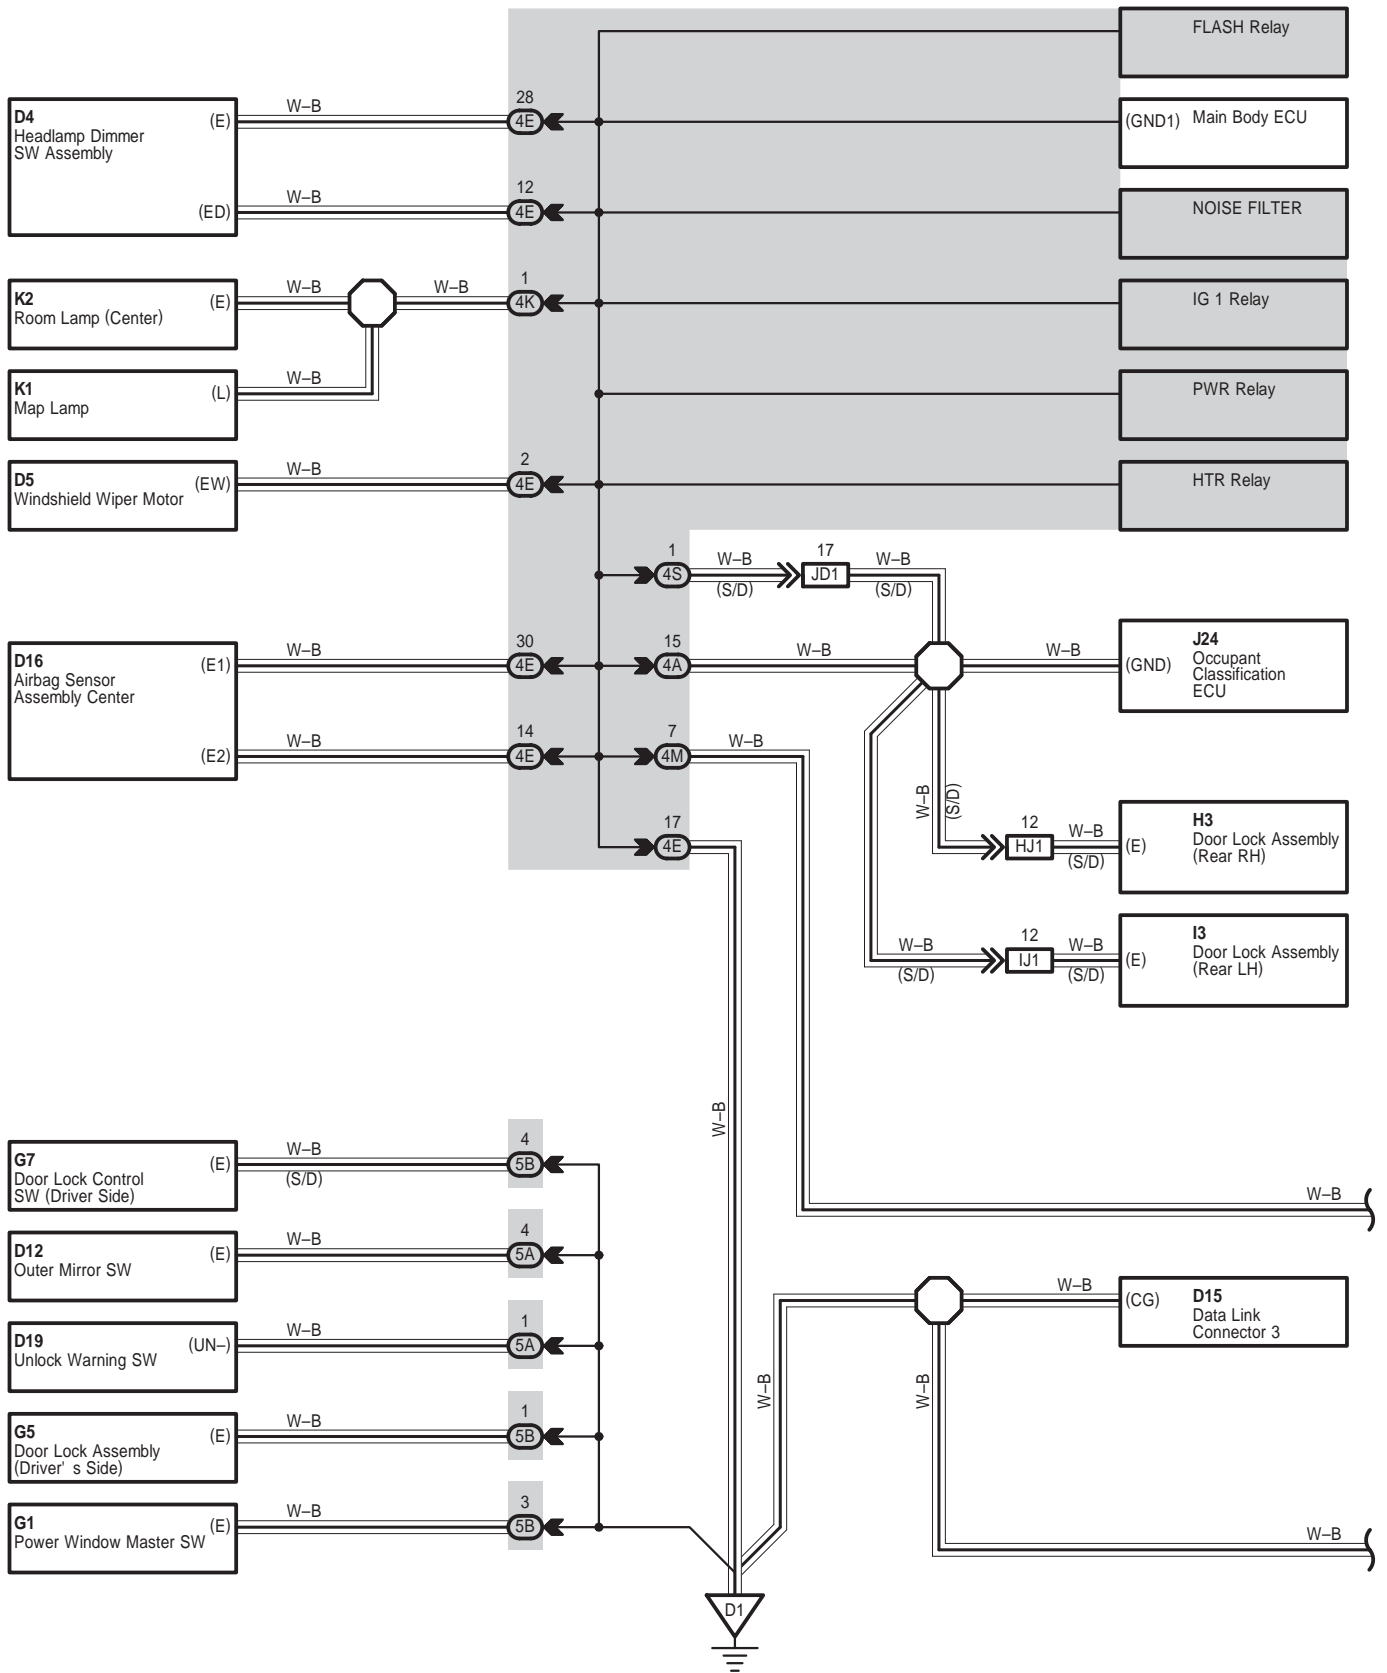 FLASH Relay
28
W–B
D4
(E)
4E
(GND1)
Main Body ECU
Headlamp Dimmer
SW Assembly
12
W–B
(ED)
4E
NOISE FILTER
1
W–B
W–B
K2
(E)
4K
IG 1 Relay
Room Lamp (Center)
W–B
K1
(L)
PWR Relay
Map Lamp
2
W–B
D5
(EW)
4E
HTR Relay
Windshield Wiper Motor
1
17
W–B
W–B
4S
JD1
(S/D)
(S/D)
30
15
J24
W–B
W–B
W–B
D16
(E1)
4E
4A
(GND)
Occupant
Classification
ECU
Airbag Sensor
Assembly Center
14
7
W–B
W–B
(E2)
4E
4M
W–B
(S/D)
17
12
H3
W–B
4E
HJ1
(E)
Door Lock Assembly
(Rear RH)
(S/D)
12
I3
W–B
W–B
IJ1
(E)
Door Lock Assembly
(Rear LH)
(S/D)
(S/D)
W–B
4
W–B
G7
(E)
5B
Door Lock Control
SW (Driver Side)
(S/D)
W–B
4
W–B
D12
(E)
5A
Outer Mirror SW
W–B
(CG)
D15
Data Link
Connector 3
1
W–B
D19
(UN–)
5A
Unlock Warning SW
W–B
W–B
1
W–B
G5
(E)
5B
Door Lock Assembly
(Driver' s Side)
3
W–B
G1
(E)
5B
Power Window Master SW
W–B
D1